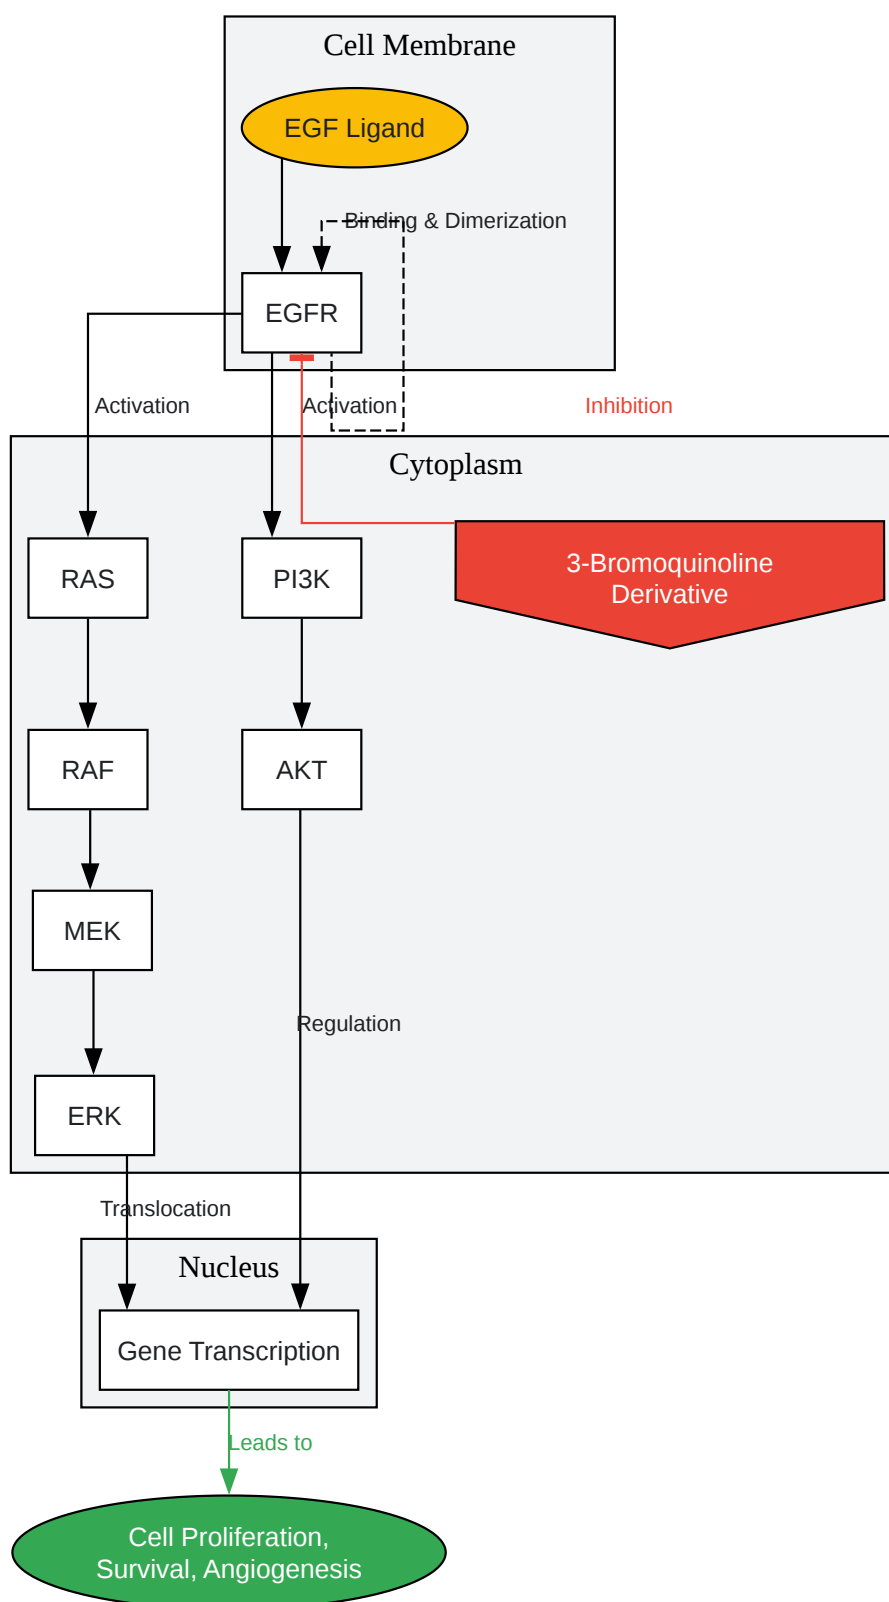 Cell Membrane
EGF Ligand
Binding & Dimerization
EGFR
Activation
Activation
Inhibition
Cytoplasm
RAS
PI3K
3-Bromoquinoline
Derivative
RAF
AKT
MEK
Regulation
ERK
Translocation
Nucleus
Gene Transcription
Leads to
Cell Proliferation,
Survival, Angiogenesis